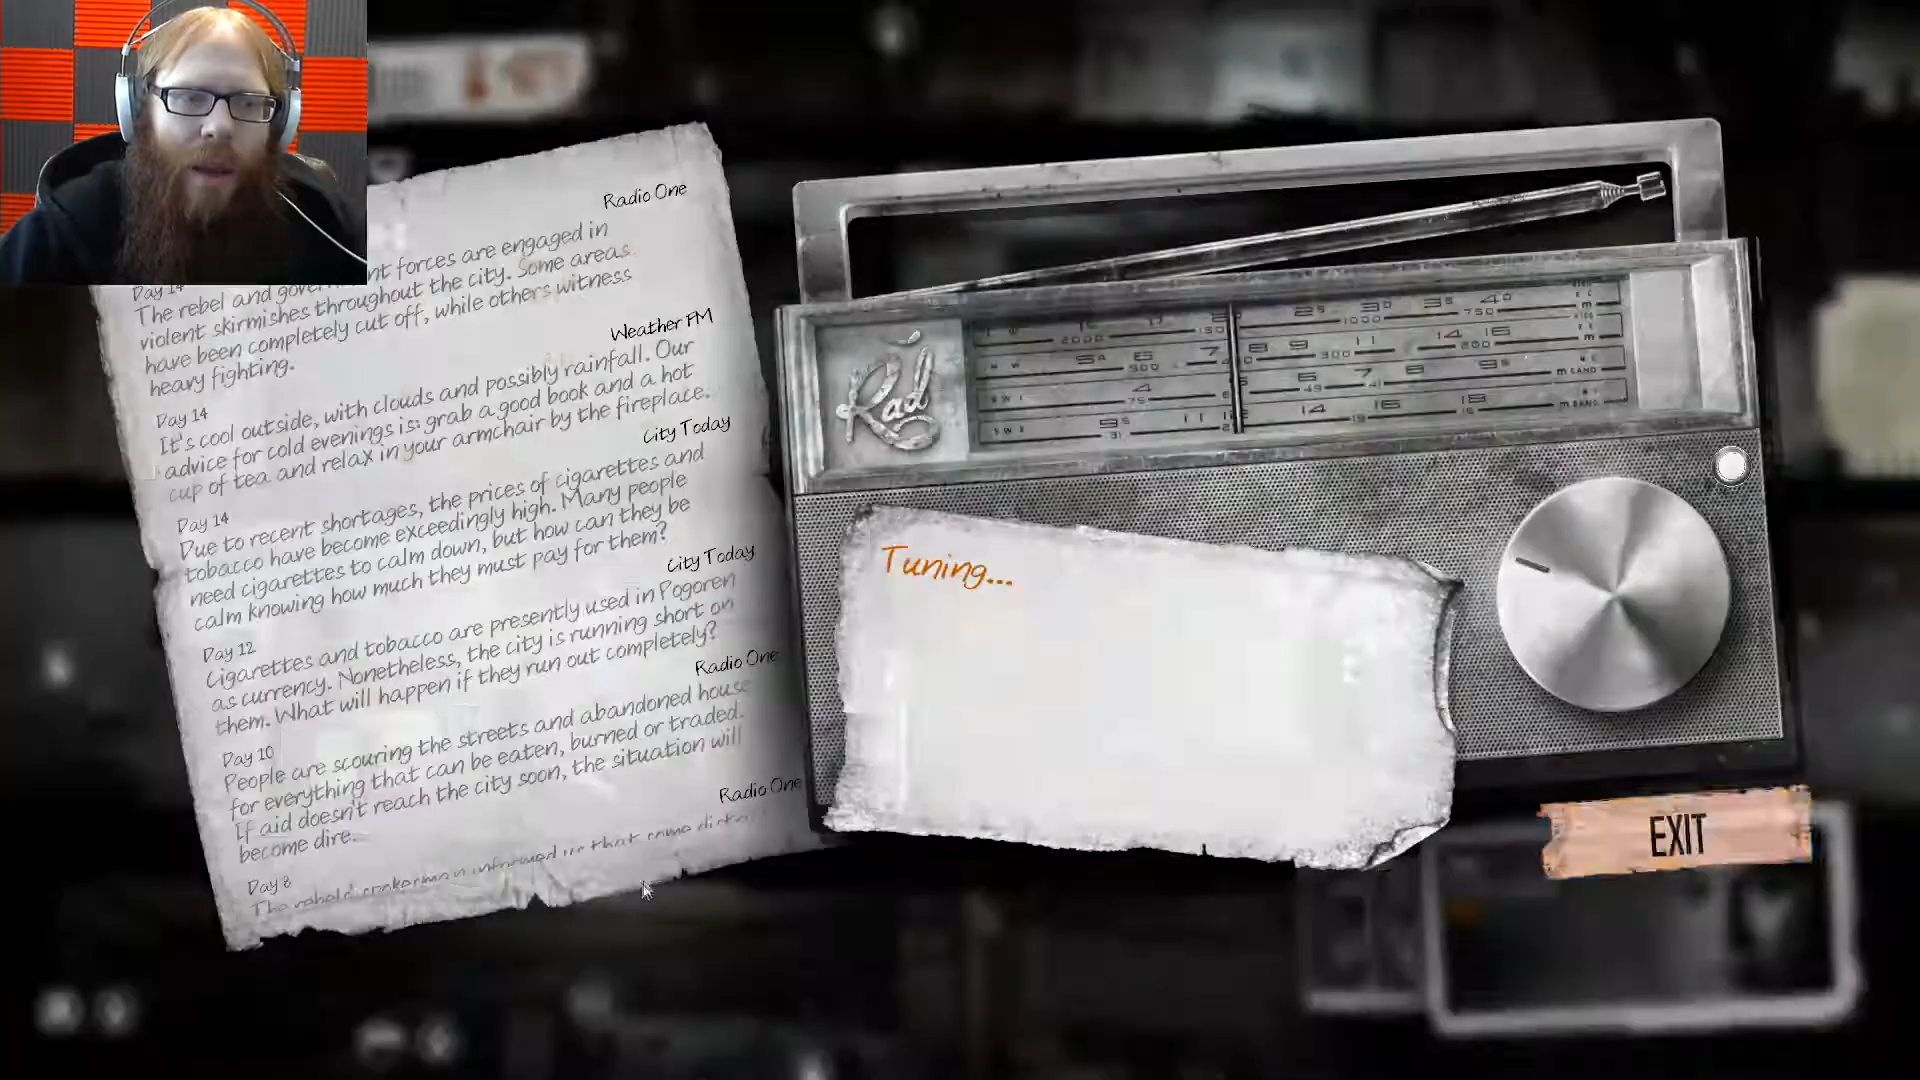 Radio One
Day 14
The rebel and government forces are engaged in
violent skirmishes throughout the city. Some areas
have been completely cut off, while others witness
heavy fighting.
Weather FM
Day 14
It's cool outside, with clouds and possibly rainfall. Our
advice for cold evenings is: grab a good book and a hot
cup of tea and relax in your armchair by the fireplace.
City Today
Day 14
Due to recent shortages, the prices of cigarettes and
tobacco have become exceedingly high. Many people
need cigarettes to calm down, but how can they be
calm knowing how much they must pay for them?
City Today
Day 12
Cigarettes and tobacco are presently used in Pogoren
as currency. Nonetheless, the city is running short on
them. What will happen if they run out completely?
Radio One
Day 10
People are scouring the streets and abandoned house
for everything that can be eaten, burned or traded.
If aid doesn't reach the city soon, the situation will
become dire.
Radio One
Day 8
Rad
Tuning...
EXIT